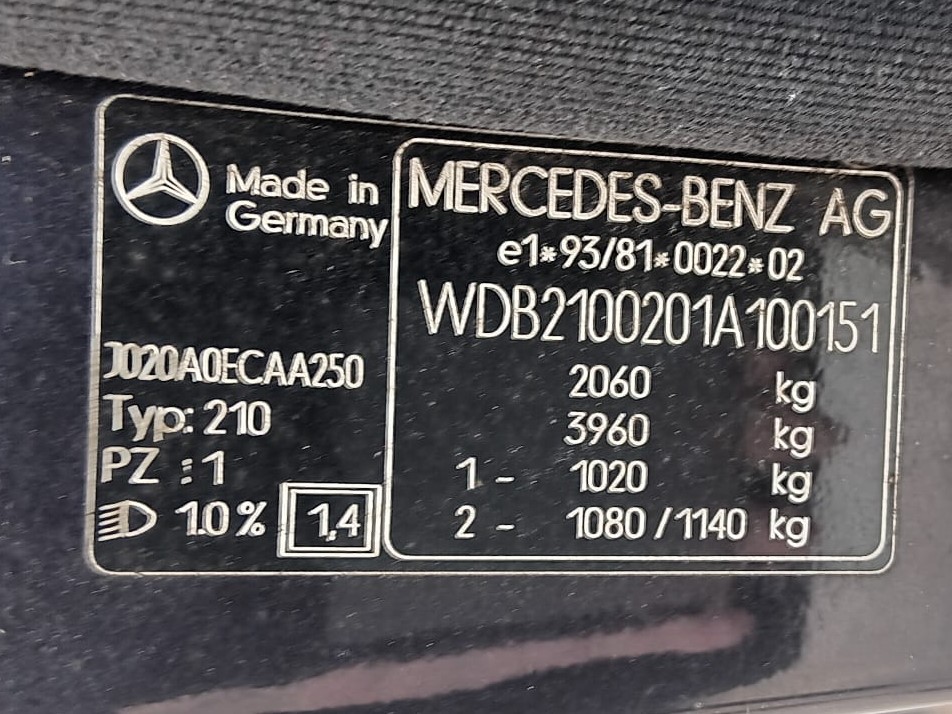 Made in
Germany
J020A0ECAA250
Typ: 210
PZ : 1
1.0 %
1,4
MERCEDES-BENZ AG
e1*93/81*0022*02
WDB2100201A100151
2060 kg
3960 kg
1 - 1020 kg
2 - 1080 / 1140 kg